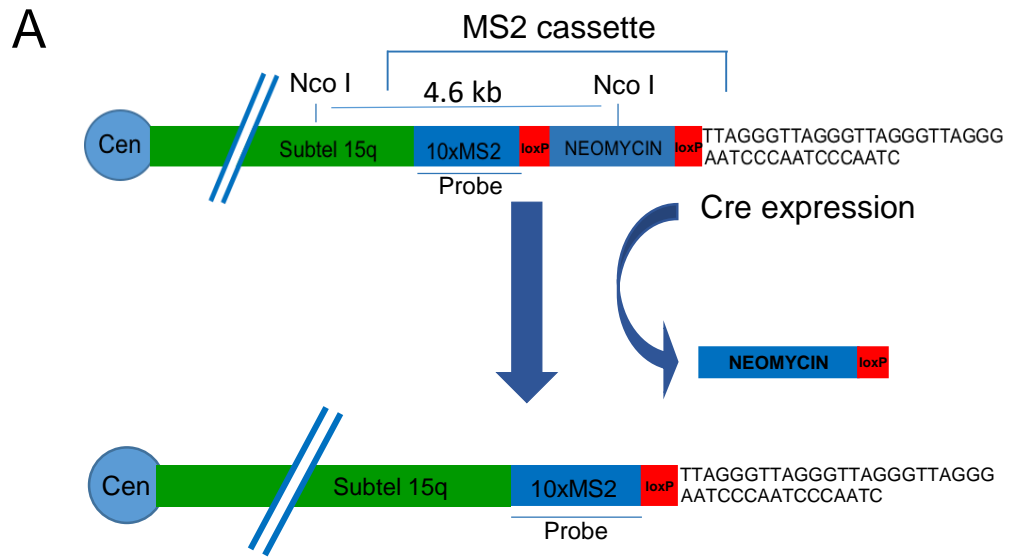 A
MS2 cassette
Nco I
4.6 kb
Nco I
Cen
Subtel 15q
10xMS2
loxP
NEOMYCIN
loxP
TTAGGGTTAGGGTTAGGGTTAGGG
AATCCCAATCCCAATC
Probe
Cre expression
NEOMYCIN
loxP
Cen
Subtel 15q
10xMS2
loxP
TTAGGGTTAGGGTTAGGGTTAGGG
AATCCCAATCCCAATC
Probe